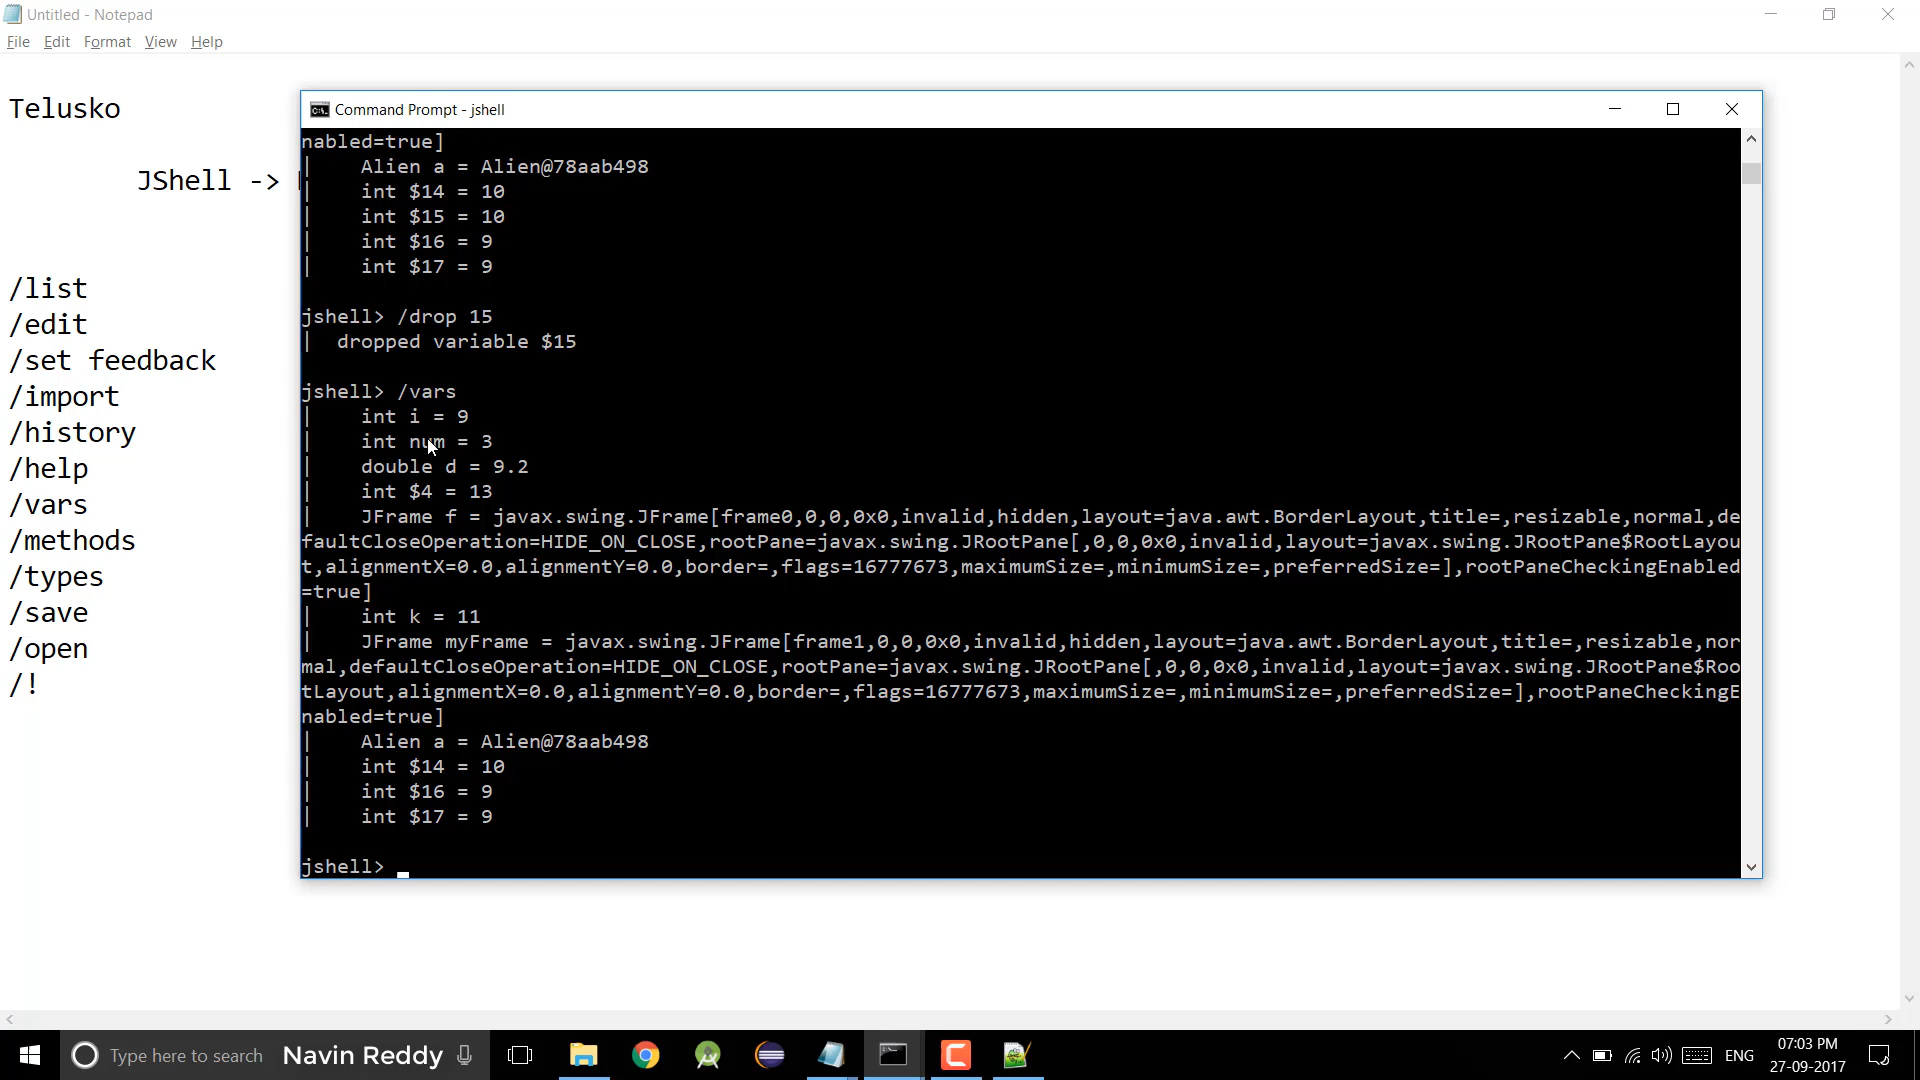 Untitled - Notepad
File Edit Format View Help
Telusko
JShell ->
/list
/edit
/set feedback
/import
/history
/help
/vars
/methods
/types
/save
/open
/!
Command Prompt - jshell
nabled=true]
|    Alien a = Alien@78aab498
|    int $14 = 10
|    int $15 = 10
|    int $16 = 9
|    int $17 = 9
jshell> /drop 15
|  dropped variable $15
jshell> /vars
|    int i = 9
|    int num = 3
|    double d = 9.2
|    int $4 = 13
|    JFrame f = javax.swing.JFrame[frame0,0,0,0x0,invalid,hidden,layout=java.awt.BorderLayout,title=,resizable,normal,de
faultCloseOperation=HIDE_ON_CLOSE,rootPane=javax.swing.JRootPane[,0,0,0x0,invalid,layout=javax.swing.JRootPane$RootLayou
t,alignmentX=0.0,alignmentY=0.0,border=,flags=16777673,maximumSize=,minimumSize=,preferredSize=],rootPaneCheckingEnabled
=true]
|    int k = 11
|    JFrame myFrame = javax.swing.JFrame[frame1,0,0,0x0,invalid,hidden,layout=java.awt.BorderLayout,title=,resizable,nor
mal,defaultCloseOperation=HIDE_ON_CLOSE,rootPane=javax.swing.JRootPane[,0,0,0x0,invalid,layout=javax.swing.JRootPane$Roo
tLayout,alignmentX=0.0,alignmentY=0.0,border=,flags=16777673,maximumSize=,minimumSize=,preferredSize=],rootPaneCheckingE
nabled=true]
|    Alien a = Alien@78aab498
|    int $14 = 10
|    int $16 = 9
|    int $17 = 9
jshell>
Type here to search Navin Reddy
ENG
07:03 PM
27-09-2017